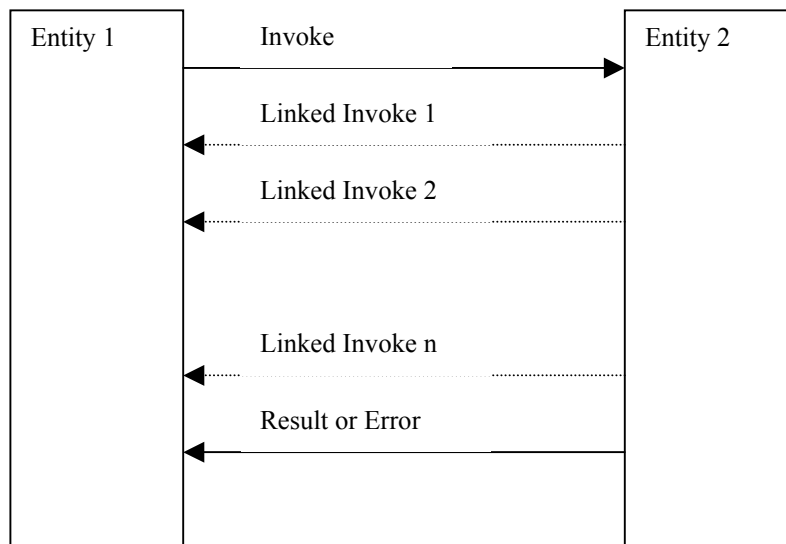 Entity 1
Invoke
Entity 2
Linked Invoke 1
Linked Invoke 2
Linked Invoke n
Result or Error